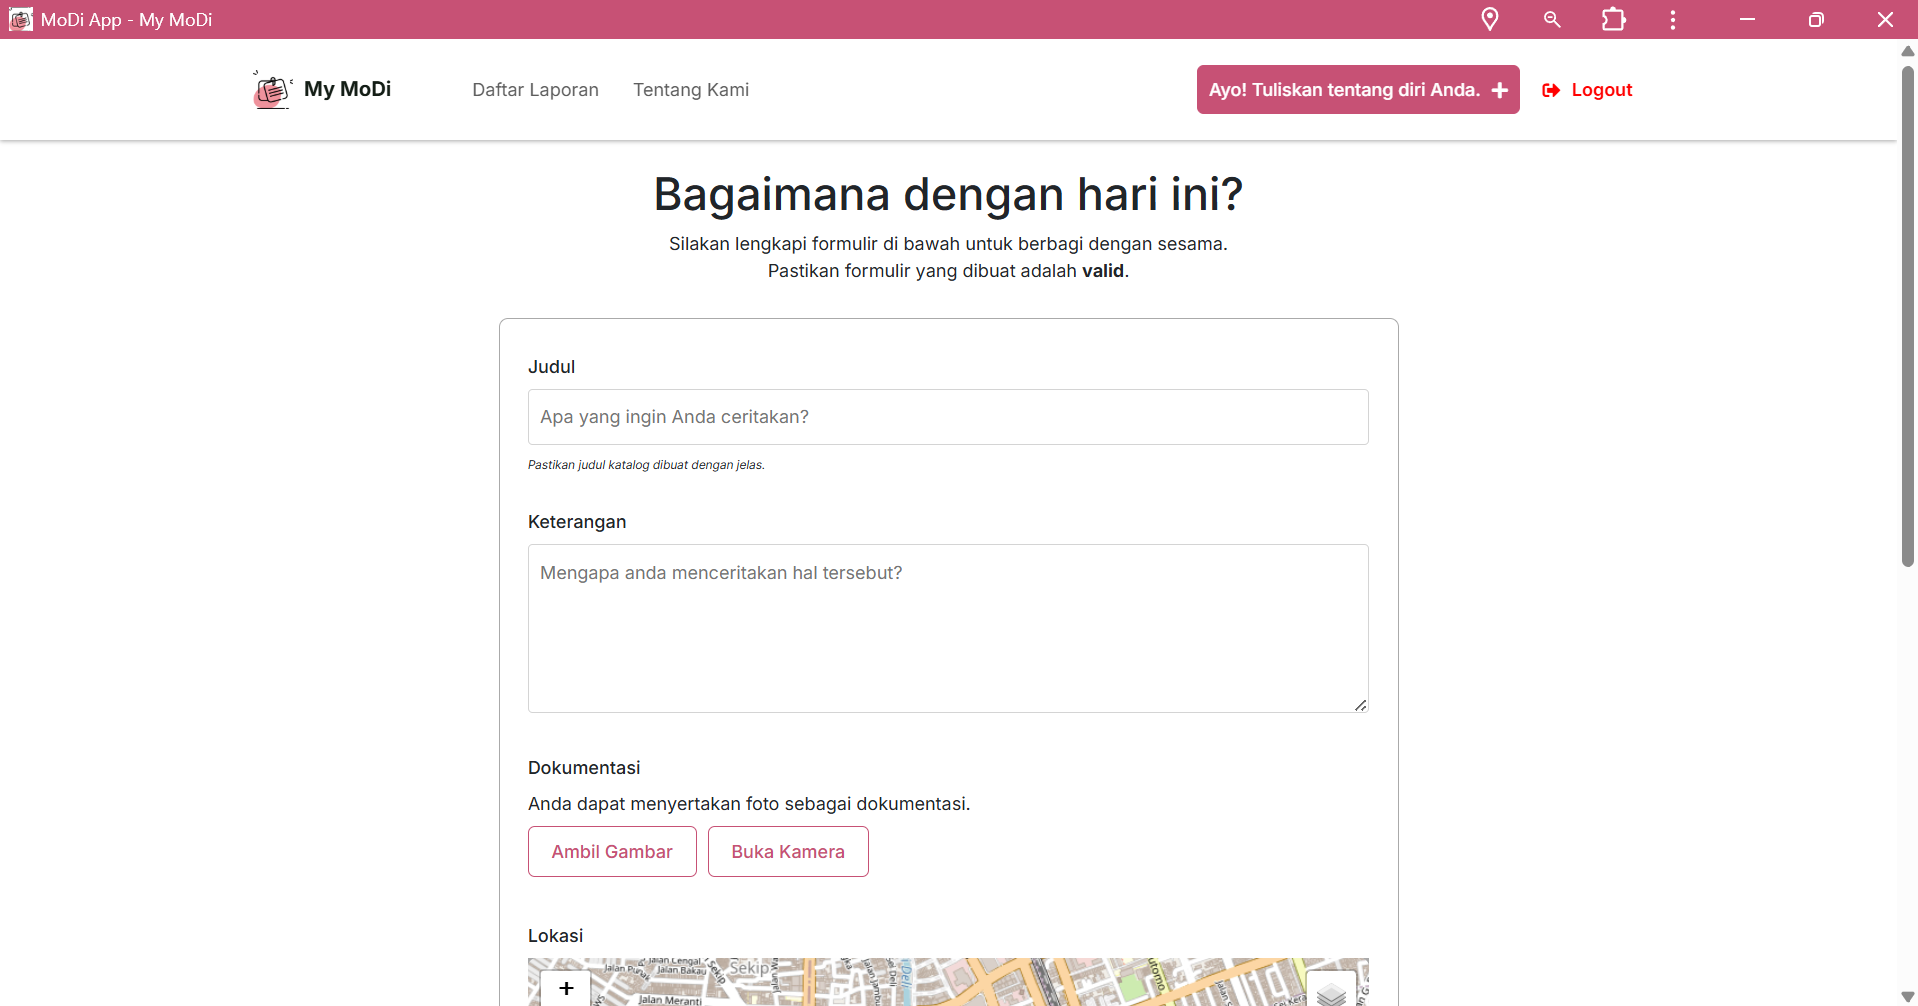 MoDi App - My MoDi
My MoDi
Daftar Laporan
Tentang Kami
Ayo! Tuliskan tentang diri Anda. +
Logout
Bagaimana dengan hari ini?
Silakan lengkapi formulir di bawah untuk berbagi dengan sesama.
Pastikan formulir yang dibuat adalah valid.
Judul
Apa yang ingin Anda ceritakan?
Pastikan judul katalog dibuat dengan jelas.
Keterangan
Mengapa anda menceritakan hal tersebut?
Dokumentasi
Anda dapat menyertakan foto sebagai dokumentasi.
Ambil Gambar
Buka Kamera
Lokasi
+
Jalan Bakau
Sekip
Jalan Meranti